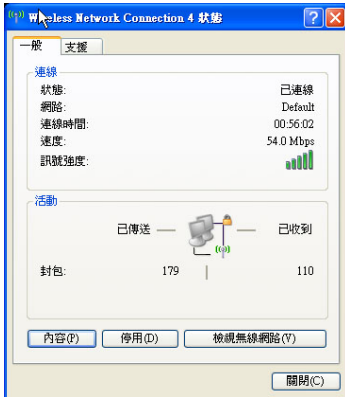 Wireless Network Connection 4 狀態
一般 支援
連線
狀態: 已連線
網路: Default
連線時間: 00:56:02
速度: 54.0 Mbps
訊號強度:
活動
已傳送 — — 已收到
封包: 179 | 110
內容(P) 停用(D) 檢視無線網路(V)
關閉(C)